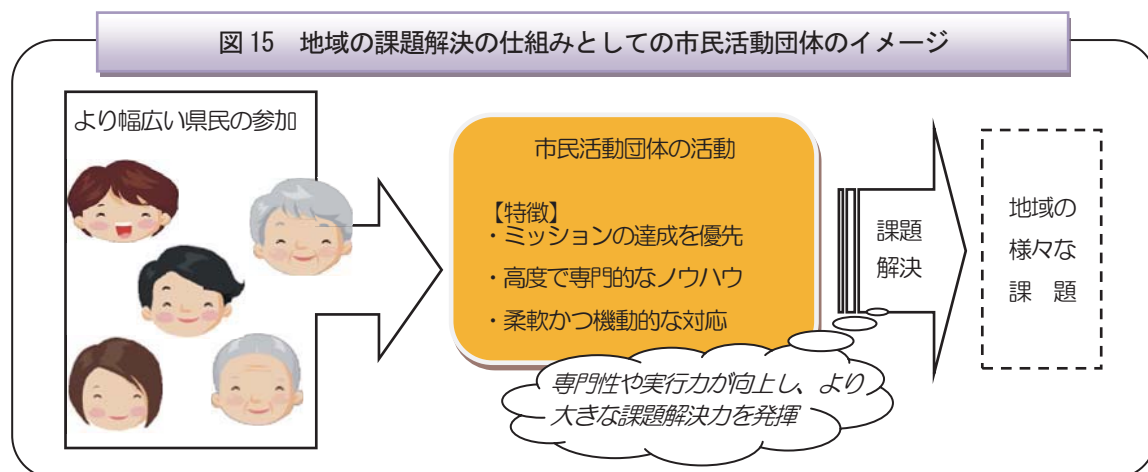 図15 地域の課題解決の仕組みとしての市民活動団体のイメージ
より幅広い県民の参加
市民活動団体の活動
【特徴】
・ミッションの達成を優先
・高度で専門的なノウハウ
・柔軟かつ機動的な対応
専門性や実行力が向上し、より
大きな課題解決力を発揮
課題
解決
地域の
様々な
課　題